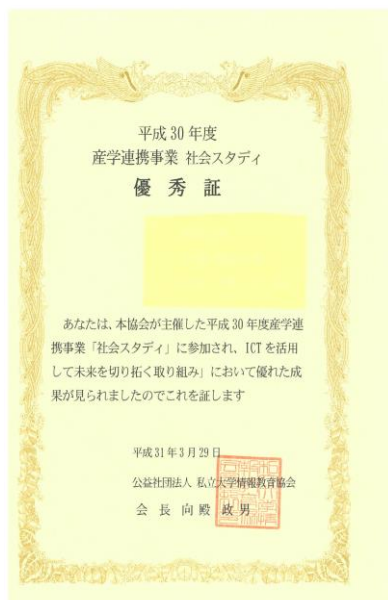 平成30年度
産学連携事業 社会スタディ
優秀証
あなたは、本協会が主催した平成30年度産学連
携事業「社会スタディ」に参加され、ICTを活用
して未来を切り拓く取り組み」において優れた成
果が見られましたのでこれを証します
平成31年3月29日
公益社団法人 私立大学情報教育協会
会長 向殿 政男